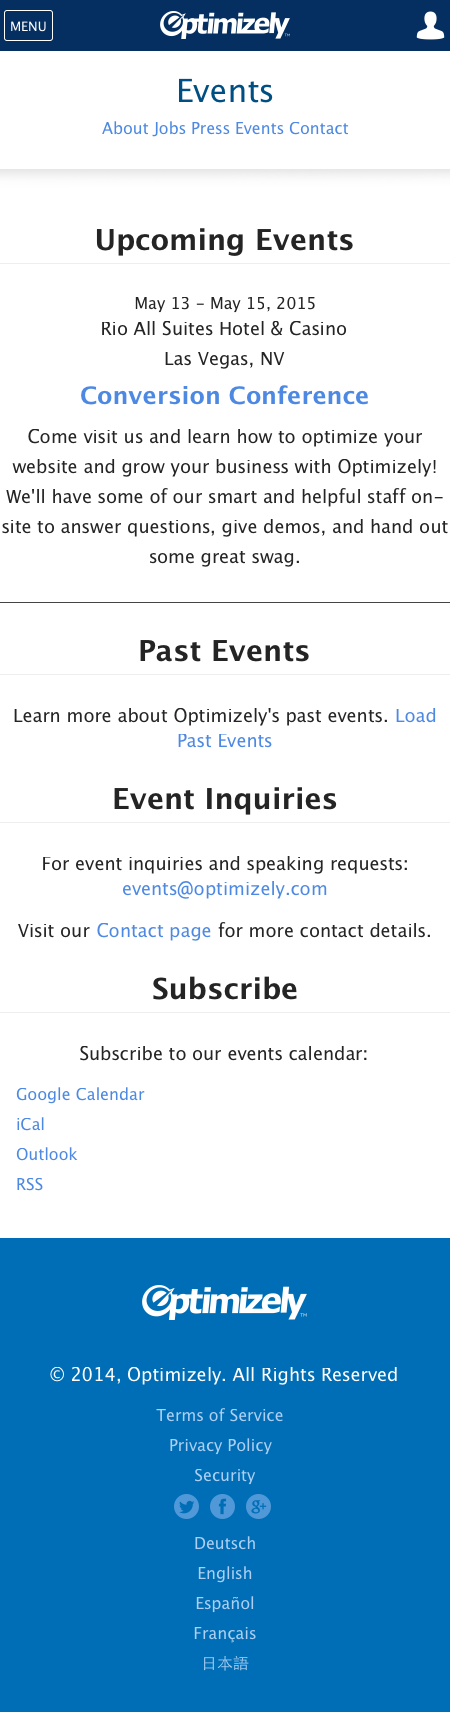 MENU
Optimizely™
Events
About Jobs Press Events Contact
Upcoming Events
May 13 - May 15, 2015
Rio All Suites Hotel & Casino
Las Vegas, NV
Conversion Conference
Come visit us and learn how to optimize your
website and grow your business with Optimizely!
We'll have some of our smart and helpful staff on-
site to answer questions, give demos, and hand out
some great swag.
Past Events
Learn more about Optimizely's past events. Load
Past Events
Event Inquiries
For event inquiries and speaking requests:
events@optimizely.com
Visit our Contact page for more contact details.
Subscribe
Subscribe to our events calendar:
Google Calendar
iCal
Outlook
RSS
Optimizely™
© 2014, Optimizely. All Rights Reserved
Terms of Service
Privacy Policy
Security
Deutsch
English
Español
Français
日本語